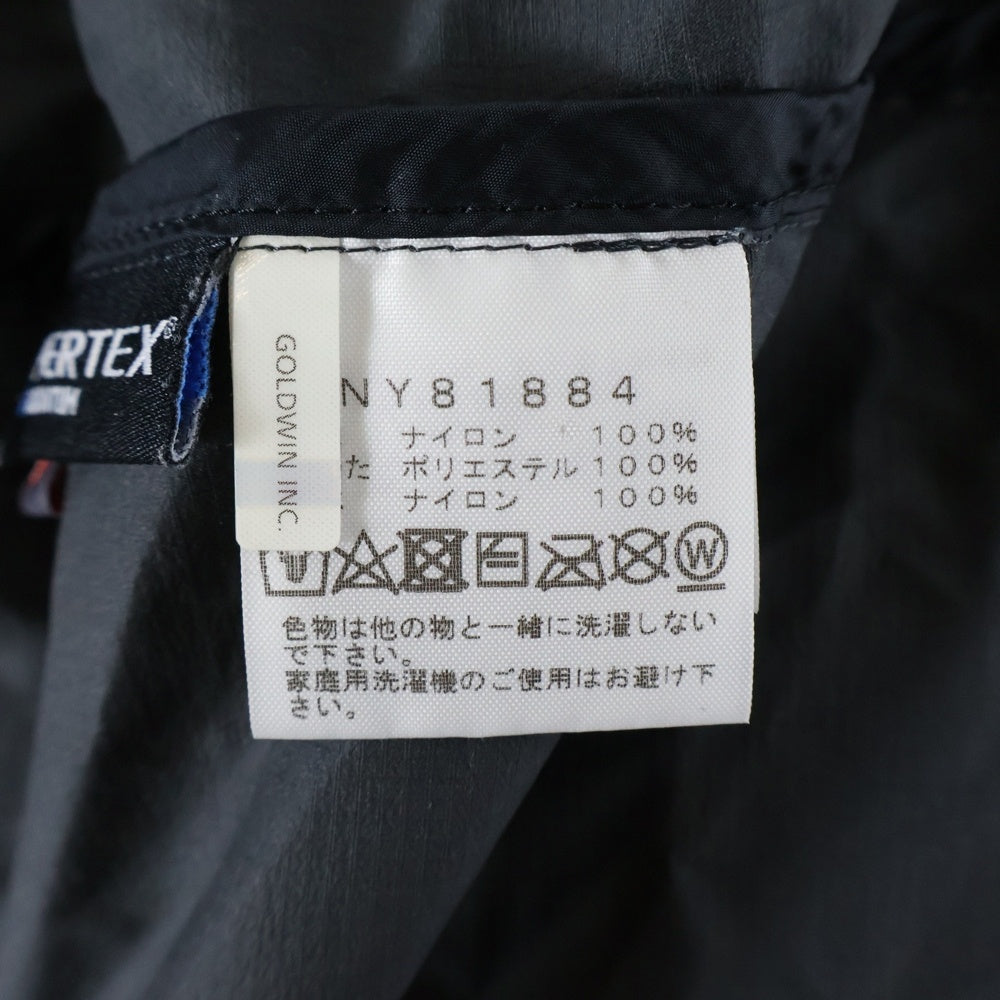 ERTEX®
GOLDWIN INC.
NY81884
ナイロン 100%
た ポリエステル 100%
ナイロン 100%
W
色物は他の物と一緒に洗濯しない
で下さい。
家庭用洗濯機のご使用はお避け下
さい。